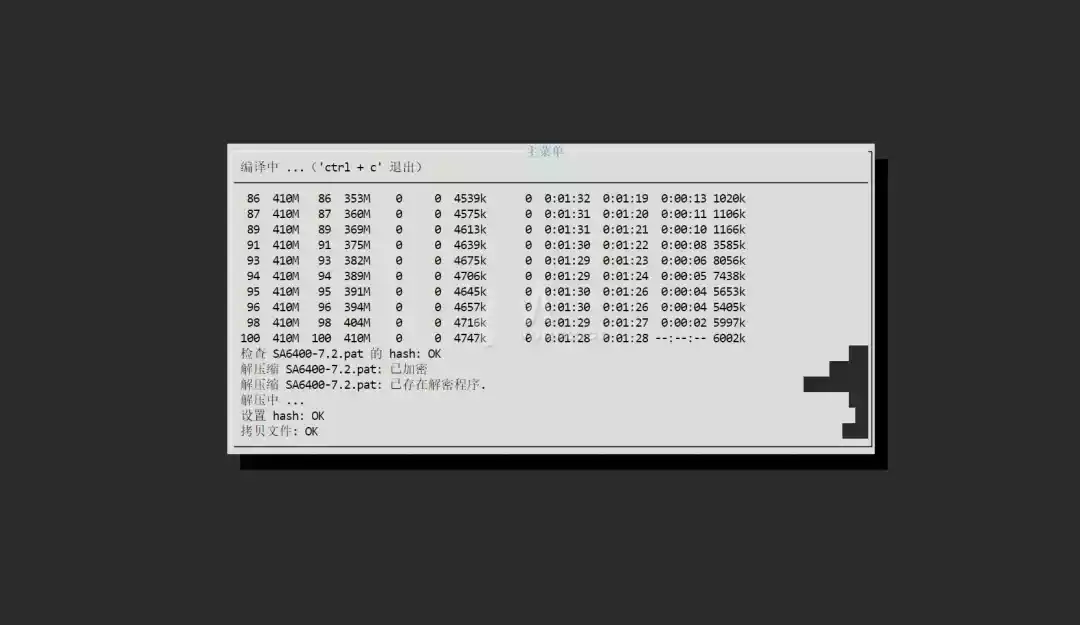 主菜单
编译中 ...（'ctrl + c' 退出）
86 410M 86 353M 0 0 4539k 0 0:01:32 0:01:19 0:00:13 1020k
87 410M 87 360M 0 0 4575k 0 0:01:31 0:01:20 0:00:11 1106k
89 410M 89 369M 0 0 4613k 0 0:01:31 0:01:21 0:00:10 1166k
91 410M 91 375M 0 0 4639k 0 0:01:30 0:01:22 0:00:08 3585k
93 410M 93 382M 0 0 4675k 0 0:01:29 0:01:23 0:00:06 8056k
94 410M 94 389M 0 0 4706k 0 0:01:29 0:01:24 0:00:05 7438k
95 410M 95 391M 0 0 4645k 0 0:01:30 0:01:26 0:00:04 5653k
96 410M 96 394M 0 0 4657k 0 0:01:30 0:01:26 0:00:04 5405k
98 410M 98 404M 0 0 4716k 0 0:01:29 0:01:27 0:00:02 5997k
100 410M 100 410M 0 0 4747k 0 0:01:28 0:01:28 --:--:-- 6002k
检查 SA6400-7.2.pat 的 hash: OK
解压缩 SA6400-7.2.pat: 已加密
解压缩 SA6400-7.2.pat: 已存在解密程序.
解压中 ...
设置 hash: OK
拷贝文件: OK